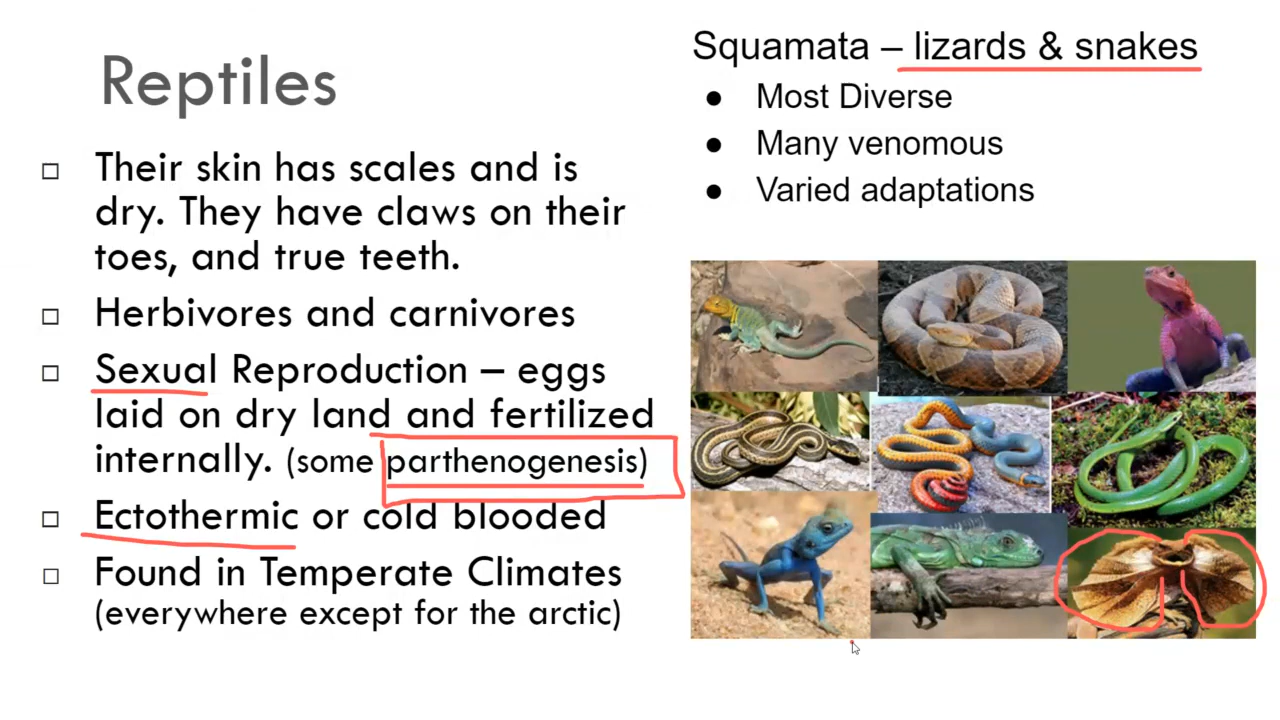 Reptiles
□ Their skin has scales and is
dry. They have claws on their
toes, and true teeth.
□ Herbivores and carnivores
□ Sexual Reproduction – eggs
laid on dry land and fertilized
internally. (some parthenogenesis)
□ Ectothermic or cold blooded
□ Found in Temperate Climates
(everywhere except for the arctic)
Squamata – lizards & snakes
● Most Diverse
● Many venomous
● Varied adaptations